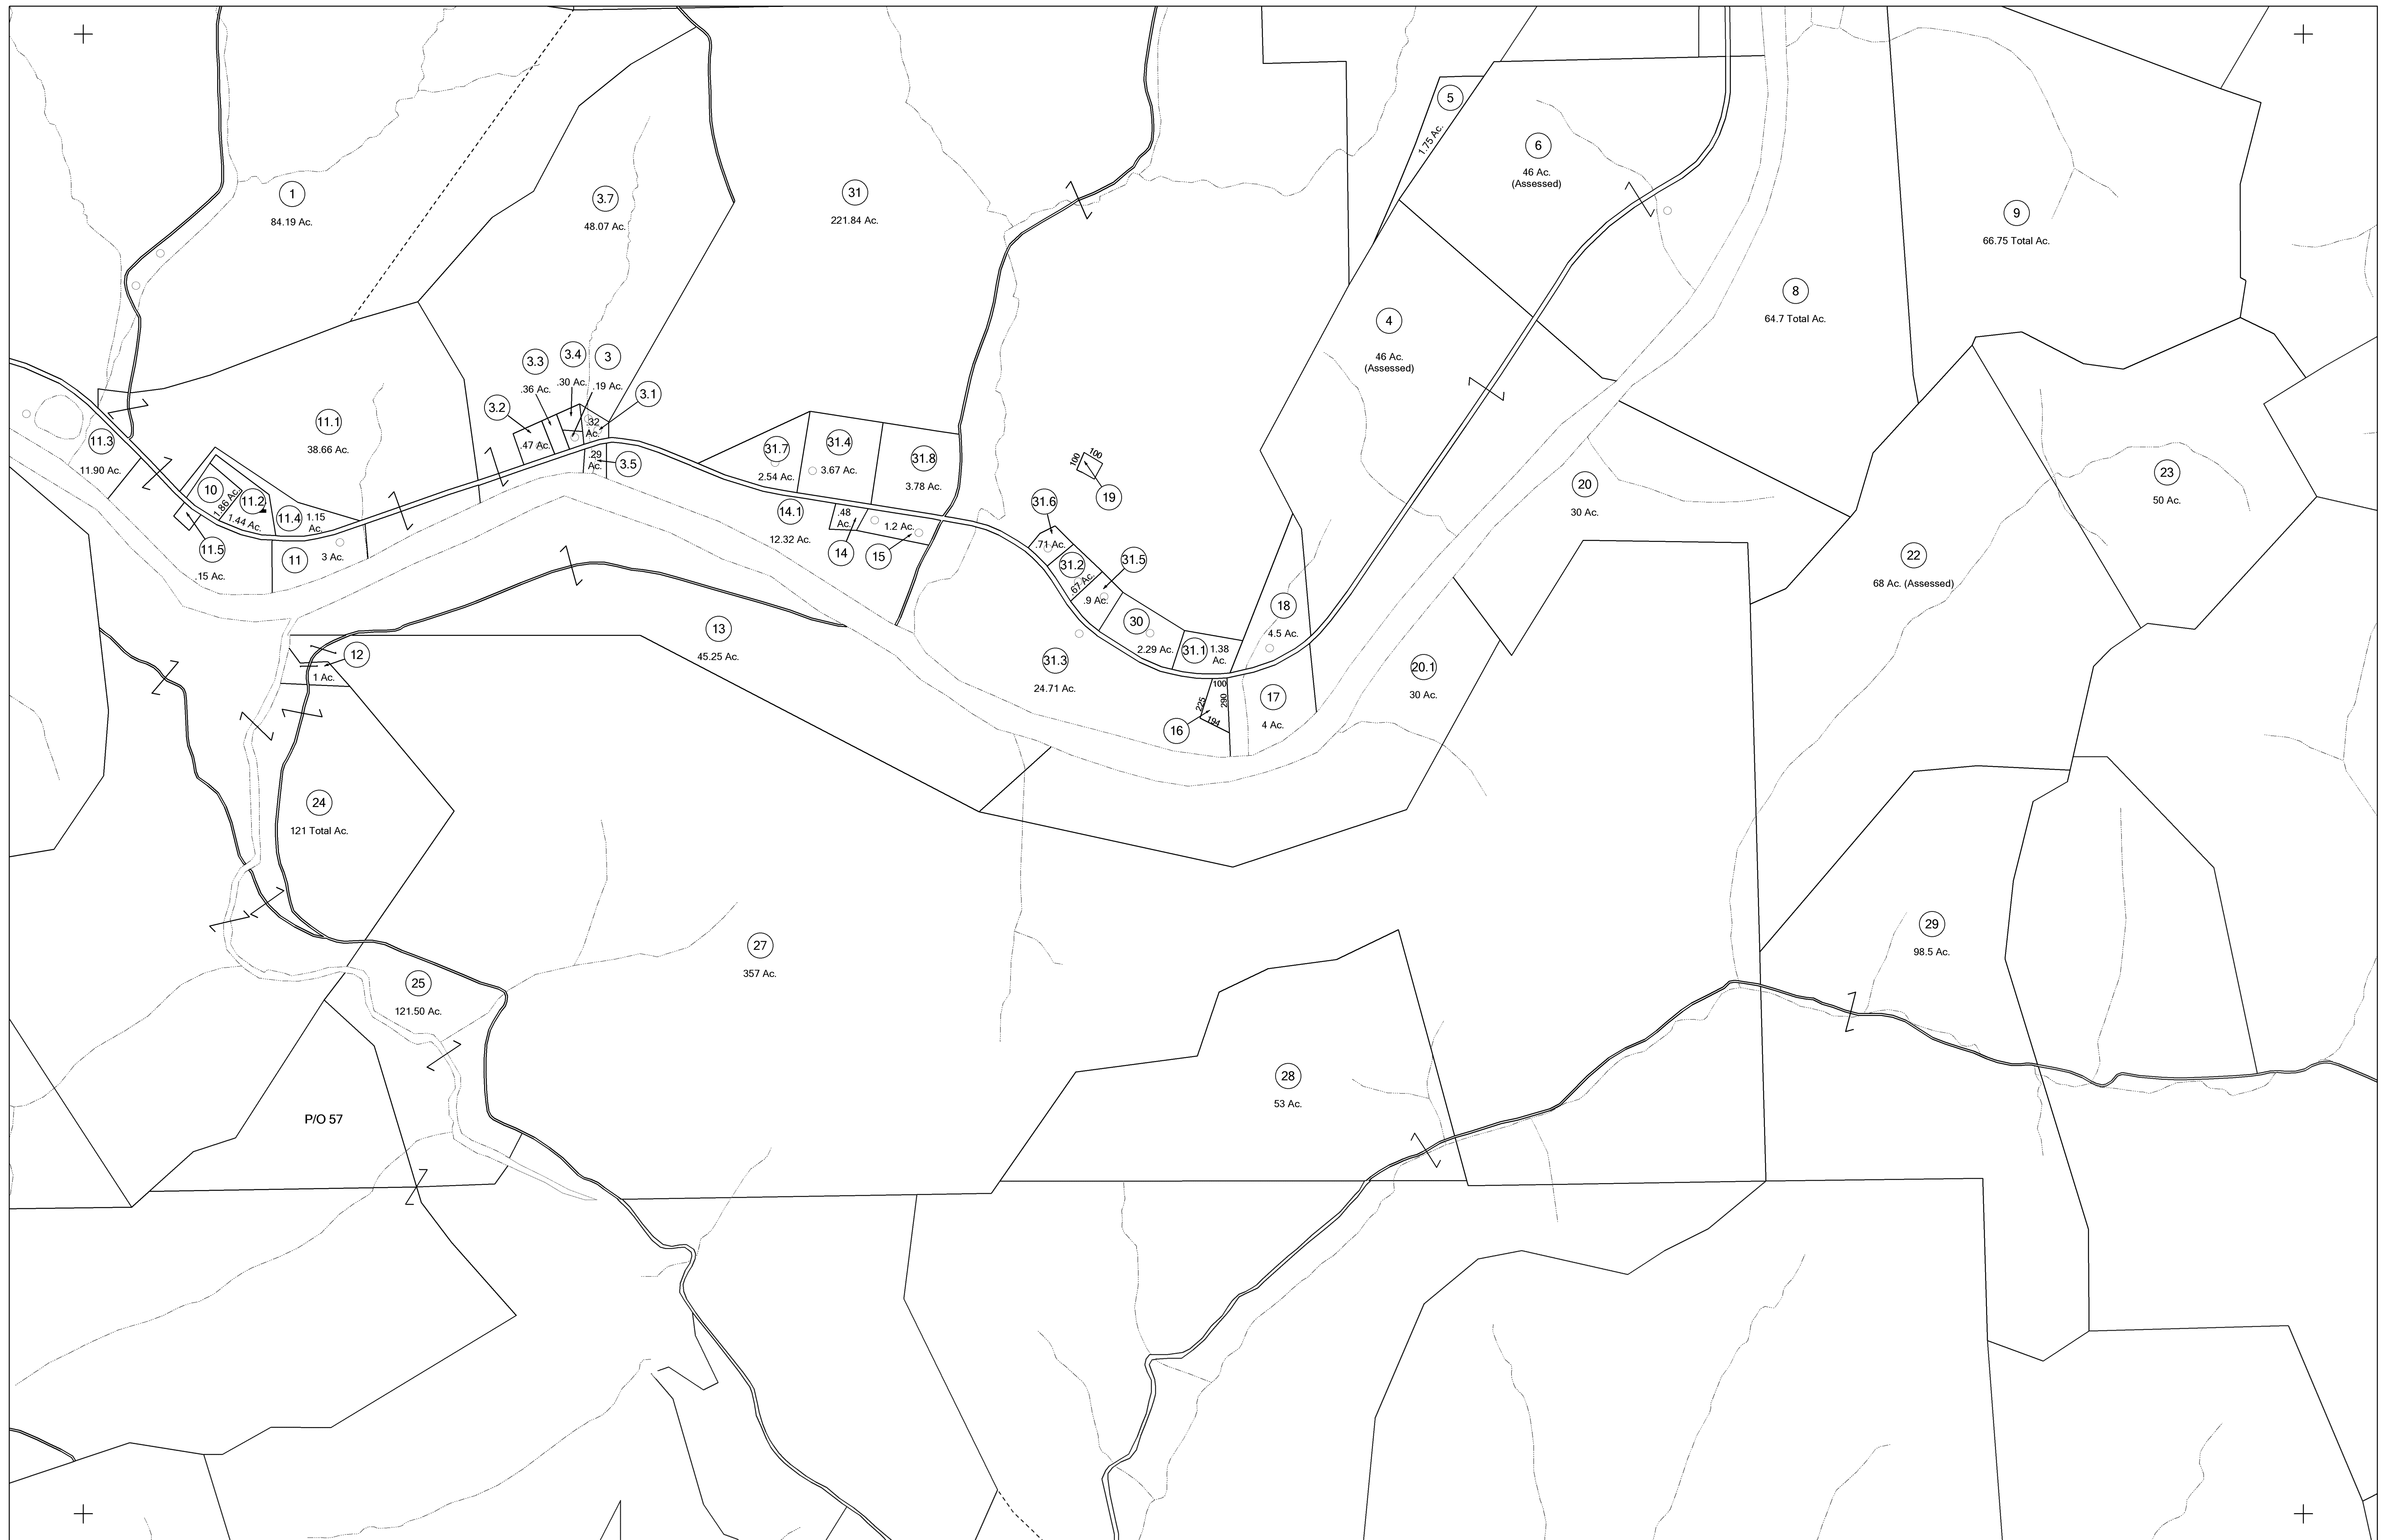 5
1.75 Ac.
6
46 Ac.
(Assessed)
1
84.19 Ac.
3.7
48.07 Ac.
31
221.84 Ac.
9
66.75 Total Ac.
8
64.7 Total Ac.
4
46 Ac.
(Assessed)
3.3
.36 Ac.
3.4
.30 Ac.
3
.19 Ac.
3.1
.32
Ac.
3.2
.47 Ac.
.29
Ac.
3.5
11.3
11.90 Ac.
11.1
38.66 Ac.
10
1.86 Ac.
11.2
1.44 Ac.
11.4
1.15
Ac.
11.5
.15 Ac.
11
3 Ac.
31.7
2.54 Ac.
31.4
3.67 Ac.
31.8
3.78 Ac.
100
100
19
14.1
12.32 Ac.
.48
Ac.
14
1.2 Ac.
15
31.6
.71 Ac.
31.2
.67 Ac.
31.5
.9 Ac.
20
30 Ac.
23
50 Ac.
22
68 Ac. (Assessed)
30
2.29 Ac.
31.1
1.38
Ac.
18
4.5 Ac.
13
45.25 Ac.
12
1 Ac.
31.3
24.71 Ac.
100
225
290
194
16
17
4 Ac.
20.1
30 Ac.
24
121 Total Ac.
27
357 Ac.
25
121.50 Ac.
29
98.5 Ac.
28
53 Ac.
P/O 57